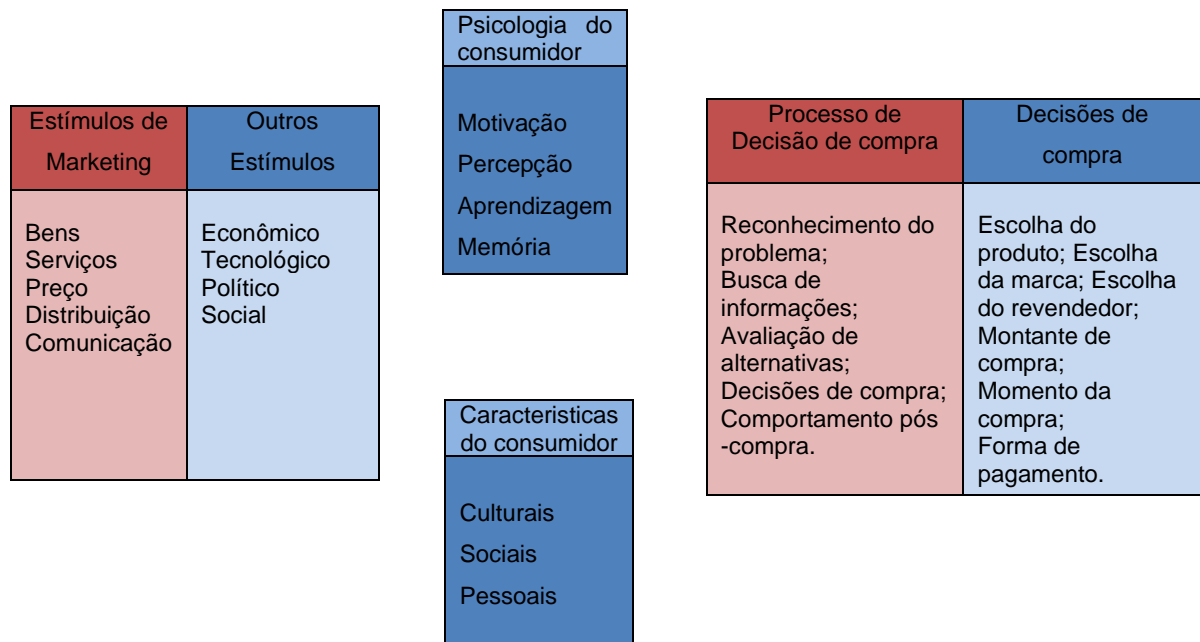 Estímulos de
Marketing
Outros
Estímulos
Bens
Serviços
Preço
Distribuição
Comunicação
Econômico
Tecnológico
Político
Social
Psicologia do
consumidor
Motivação
Percepção
Aprendizagem
Memória
Caracteristicas
do consumidor
Culturais
Sociais
Pessoais
Processo de
Decisão de compra
Decisões de
compra
Reconhecimento do
problema;
Busca de
informações;
Avaliação de
alternativas;
Decisões de compra;
Comportamento pós
-compra.
Escolha do
produto; Escolha
da marca; Escolha
do revendedor;
Montante de
compra;
Momento da
compra;
Forma de
pagamento.